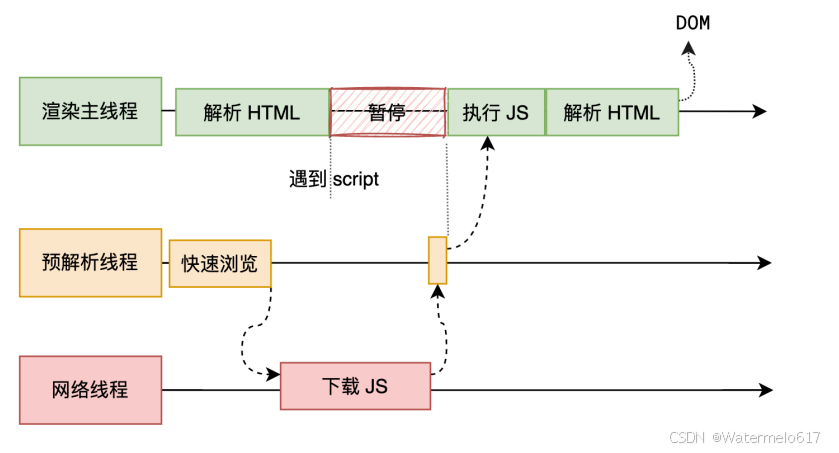 DOM
渲染主线程
解析 HTML
暂停
执行 JS
解析 HTML
遇到 script
预解析线程
快速浏览
网络线程
下载 JS
CSDN @Watermelo617